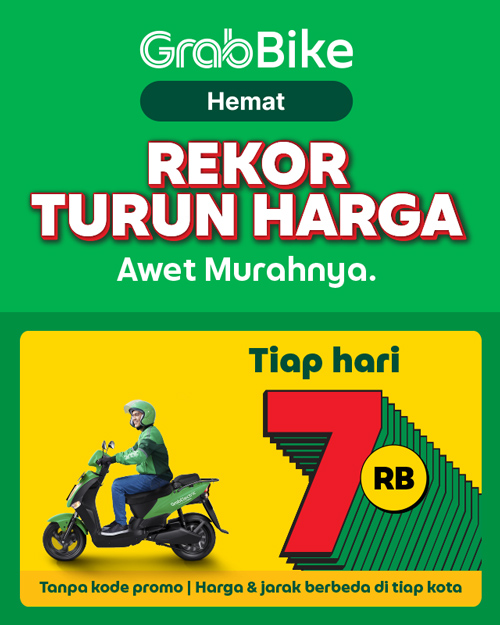 GrabBike
Hemat
REKOR
TURUN HARGA
Awet Murahnya.
Tiap hari
7
RB
Tanpa kode promo | Harga & jarak berbeda di tiap kota